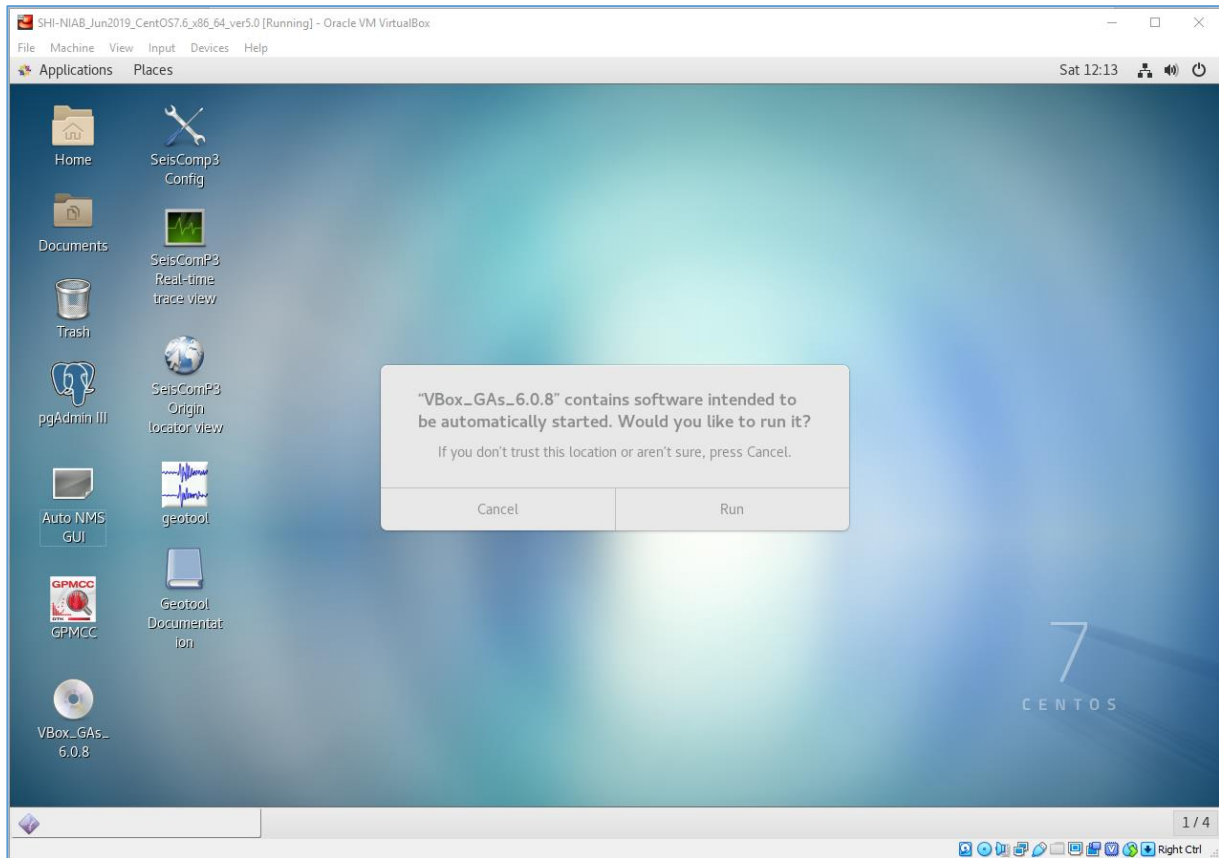 SHI-NIAB_Jun2019_CentOS7.6_x86_64_ver5.0 [Running] - Oracle VM VirtualBox
File Machine View Input Devices Help
Applications Places Sat 12:13
Home
SeisComp3
Config
Documents
SeisComP3
Real-time
trace view
Trash
SeisComP3
Origin
locator view
pgAdmin III
Auto NMS
GUI
geotool
GPMCC
GPMCC
Geotool
Documentat
ion
VBox_GAs_
6.0.8
"VBox_GAs_6.0.8" contains software intended to
be automatically started. Would you like to run it?
If you don't trust this location or aren't sure, press Cancel.
Cancel Run
7
CENTOS
1 / 4
Right Ctrl